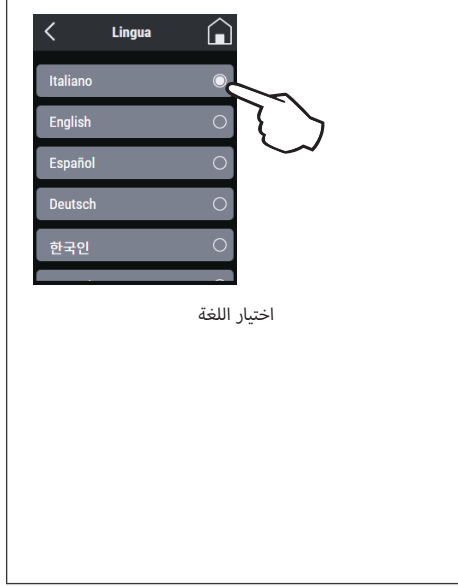 Lingua
Italiano
English
Español
Deutsch
한국인
اختيار اللغة